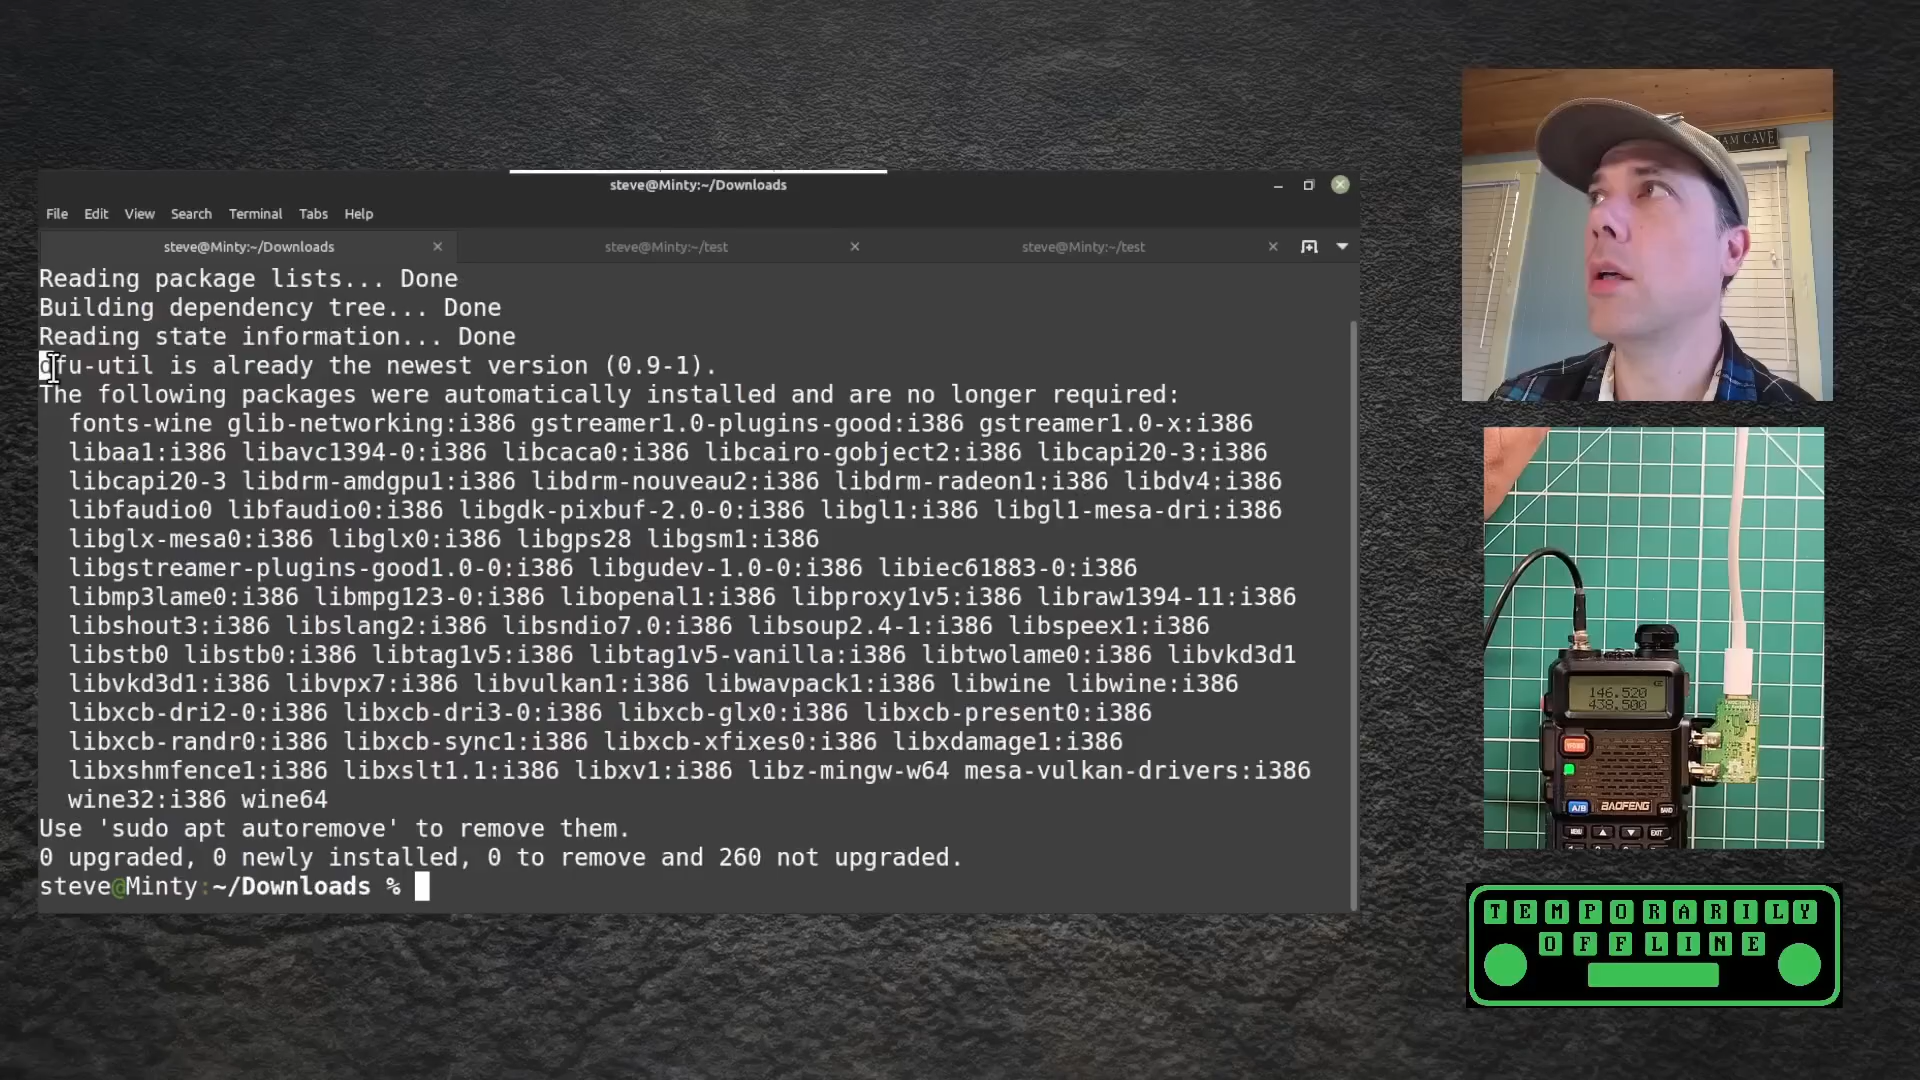 steve@Minty:~/Downloads
File Edit View Search Terminal Tabs Help
steve@Minty:~/Downloads steve@Minty:~/test steve@Minty:~/test
Reading package lists... Done
Building dependency tree... Done
Reading state information... Done
dfu-util is already the newest version (0.9-1).
The following packages were automatically installed and are no longer required:
fonts-wine glib-networking:i386 gstreamer1.0-plugins-good:i386 gstreamer1.0-x:i386
libaa1:i386 libavc1394-0:i386 libcaca0:i386 libcairo-gobject2:i386 libcapi20-3:i386
libcapi20-3 libdrm-amdgpu1:i386 libdrm-nouveau2:i386 libdrm-radeon1:i386 libdv4:i386
libfaudio0 libfaudio0:i386 libgdk-pixbuf-2.0-0:i386 libgl1:i386 libgl1-mesa-dri:i386
libglx-mesa0:i386 libglx0:i386 libgps28 libgsm1:i386
libgstreamer-plugins-good1.0-0:i386 libgudev-1.0-0:i386 libiec61883-0:i386
libmp3lame0:i386 libmpg123-0:i386 libopenal1:i386 libproxy1v5:i386 libraw1394-11:i386
libshout3:i386 libslang2:i386 libsndio7.0:i386 libsoup2.4-1:i386 libspeex1:i386
libstb0 libstb0:i386 libtag1v5:i386 libtag1v5-vanilla:i386 libtwolame0:i386 libvkd3d1
libvkd3d1:i386 libvpx7:i386 libvulkan1:i386 libwavpack1:i386 libwine libwine:i386
libxcb-dri2-0:i386 libxcb-dri3-0:i386 libxcb-glx0:i386 libxcb-present0:i386
libxcb-randr0:i386 libxcb-sync1:i386 libxcb-xfixes0:i386 libxdamage1:i386
libxshmfence1:i386 libxslt1.1:i386 libxv1:i386 libz-mingw-w64 mesa-vulkan-drivers:i386
wine32:i386 wine64
Use 'sudo apt autoremove' to remove them.
0 upgraded, 0 newly installed, 0 to remove and 260 not upgraded.
steve@Minty:~/Downloads %
CAVE
146.520
438.500
A/B BAOFENG BAND
MENU EXIT
TEMPORARILY
OFFLINE